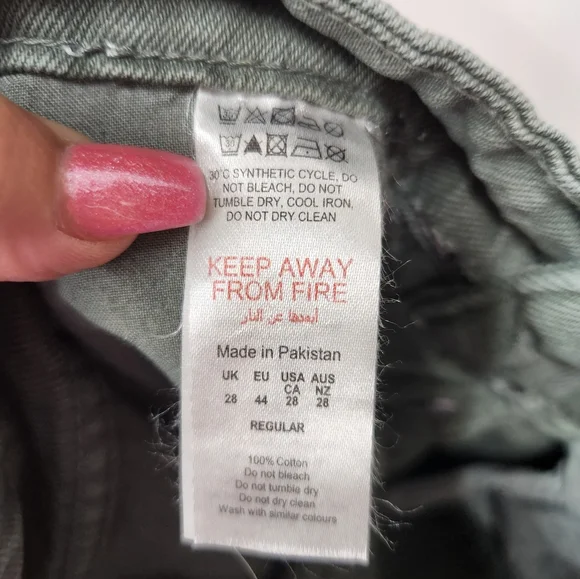 30°C SYNTHETIC CYCLE, DO
NOT BLEACH, DO NOT
TUMBLE DRY, COOL IRON,
DO NOT DRY CLEAN
KEEP AWAY
FROM FIRE
أبعدها عن النار
Made in Pakistan
UK EU USA AUS
CA NZ
28 44 28 28
REGULAR
100% Cotton
Do not bleach
Do not tumble dry
Do not dry clean
Wash with similar colours